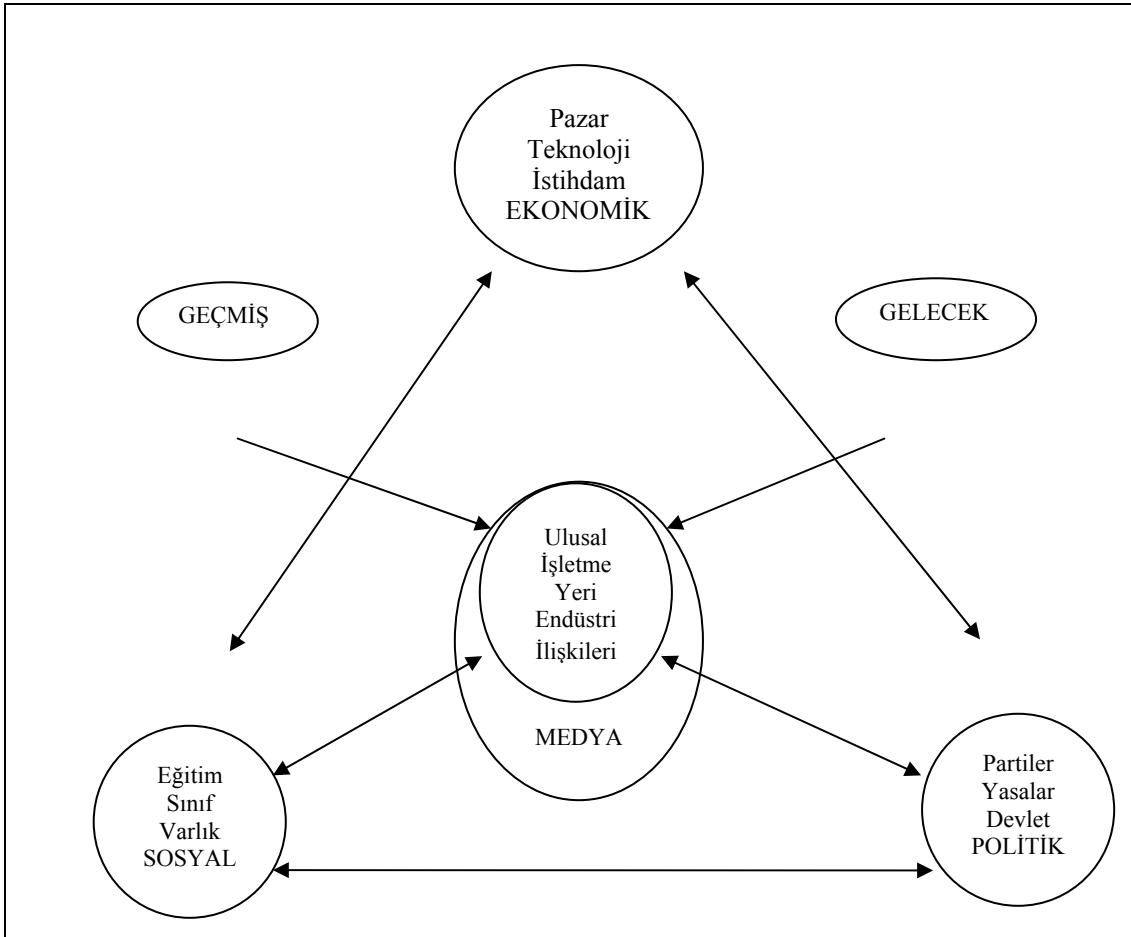 Pazar
Teknoloji
İstihdam
EKONOMİK
GEÇMİŞ
GELECEK
Ulusal
İşletme
Yeri
Endüstri
İlişkileri
MEDYA
Eğitim
Sınıf
Varlık
SOSYAL
Partiler
Yasalar
Devlet
POLİTİK